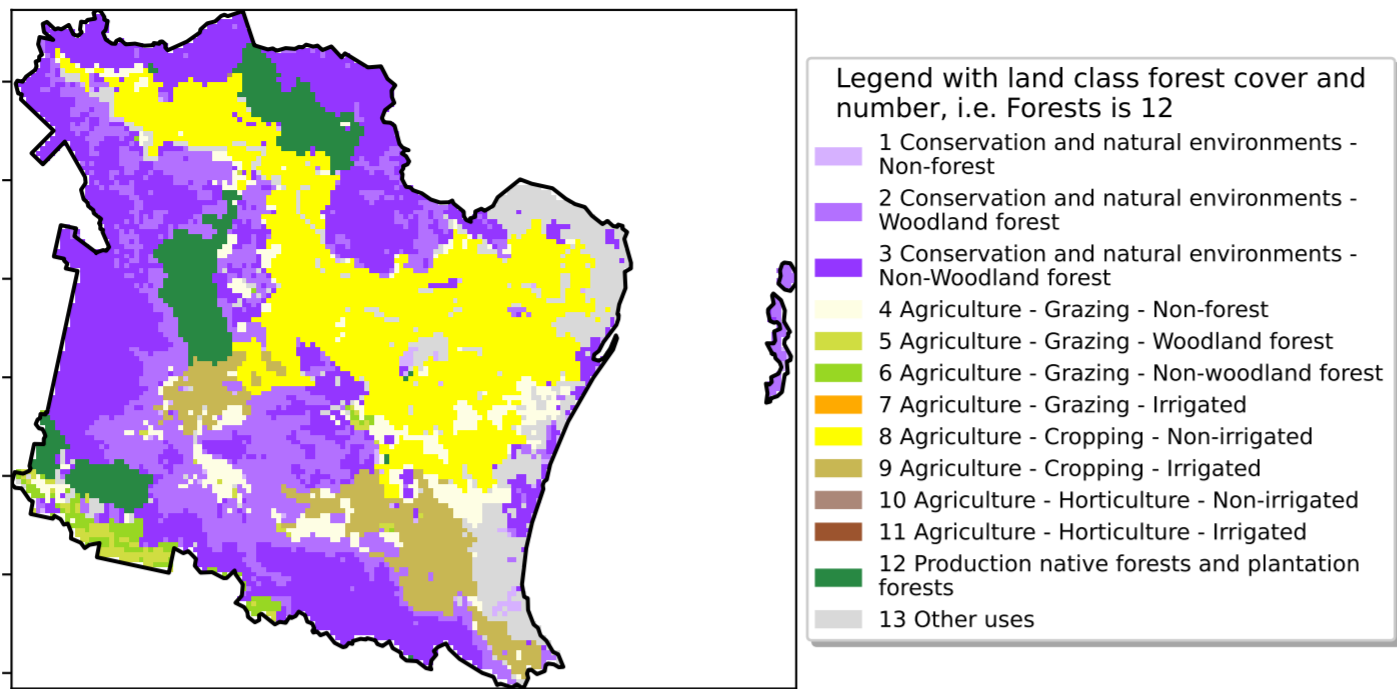 Legend with land class forest cover and
number, i.e. Forests is 12
1 Conservation and natural environments -
Non-forest
2 Conservation and natural environments -
Woodland forest
3 Conservation and natural environments -
Non-Woodland forest
4 Agriculture - Grazing - Non-forest
5 Agriculture - Grazing - Woodland forest
6 Agriculture - Grazing - Non-woodland forest
7 Agriculture - Grazing - Irrigated
8 Agriculture - Cropping - Non-irrigated
9 Agriculture - Cropping - Irrigated
10 Agriculture - Horticulture - Non-irrigated
11 Agriculture - Horticulture - Irrigated
12 Production native forests and plantation
forests
13 Other uses